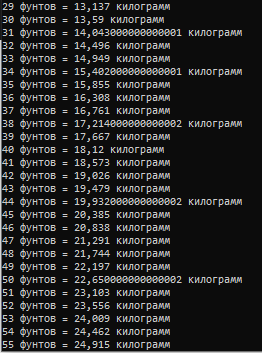 29 фунтов = 13,137 килограмм
30 фунтов = 13,59 килограмм
31 фунтов = 14,043000000000001 килограмм
32 фунтов = 14,496 килограмм
33 фунтов = 14,949 килограмм
34 фунтов = 15,402000000000001 килограмм
35 фунтов = 15,855 килограмм
36 фунтов = 16,308 килограмм
37 фунтов = 16,761 килограмм
38 фунтов = 17,214000000000002 килограмм
39 фунтов = 17,667 килограмм
40 фунтов = 18,12 килограмм
41 фунтов = 18,573 килограмм
42 фунтов = 19,026 килограмм
43 фунтов = 19,479 килограмм
44 фунтов = 19,932000000000002 килограмм
45 фунтов = 20,385 килограмм
46 фунтов = 20,838 килограмм
47 фунтов = 21,291 килограмм
48 фунтов = 21,744 килограмм
49 фунтов = 22,197 килограмм
50 фунтов = 22,650000000000002 килограмм
51 фунтов = 23,103 килограмм
52 фунтов = 23,556 килограмм
53 фунтов = 24,009 килограмм
54 фунтов = 24,462 килограмм
55 фунтов = 24,915 килограмм